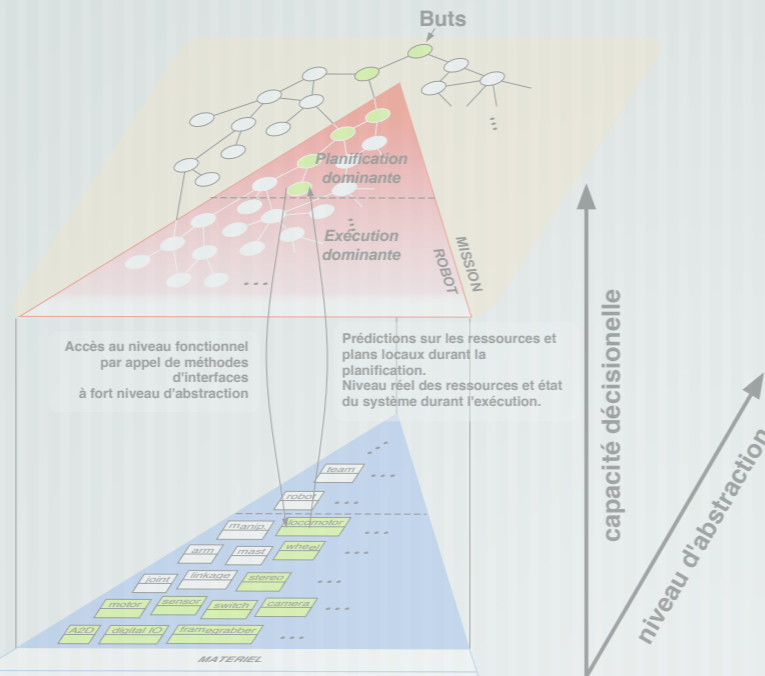 Buts
Planification
dominante
Exécution
dominante
MISSION
ROBOT
Accès au niveau fonctionnel
par appel de méthodes
d'interfaces
à fort niveau d'abstraction
Prédictions sur les ressources et
plans locaux durant la
planification.
Niveau réel des ressources et état
du système durant l'exécution.
capacité décisionelle
niveau d'abstraction
team
robot
manip. locomotor
arm mast wheel
joint linkage stereo
motor sensor switch camera
A2D digital IO framegrabber
MATERIEL